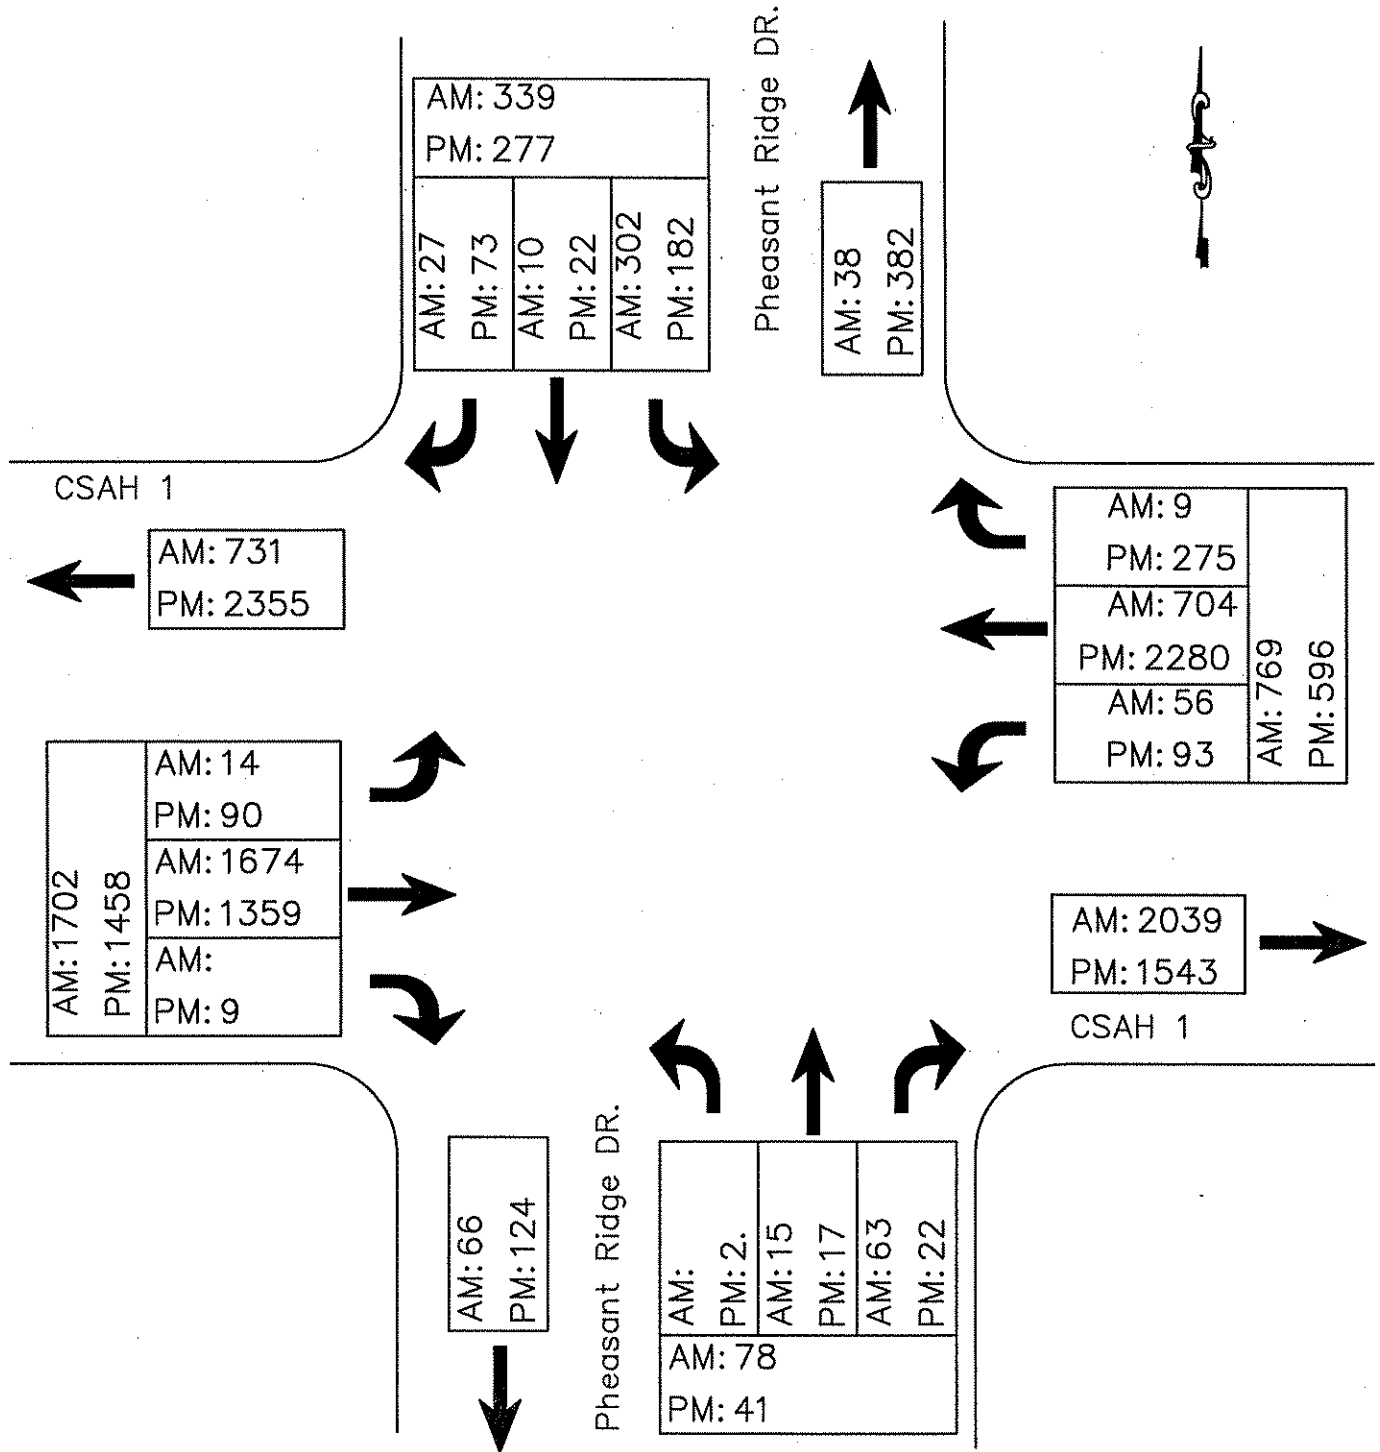 Pheasant Ridge DR.
AM: 339
PM: 277
AM: 27
PM: 73
AM: 10
PM: 22
AM: 302
PM: 182
AM: 38
PM: 382
CSAH 1
AM: 731
PM: 2355
AM: 9
PM: 275
AM: 704
PM: 2280
AM: 56
PM: 93
AM: 769
PM: 596
AM: 1702
PM: 1458
AM: 14
PM: 90
AM: 1674
PM: 1359
AM:
PM: 9
AM: 2039
PM: 1543
CSAH 1
AM: 66
PM: 124
Pheasant Ridge DR.
AM:
PM: 2.
AM: 15
PM: 17
AM: 63
PM: 22
AM: 78
PM: 41